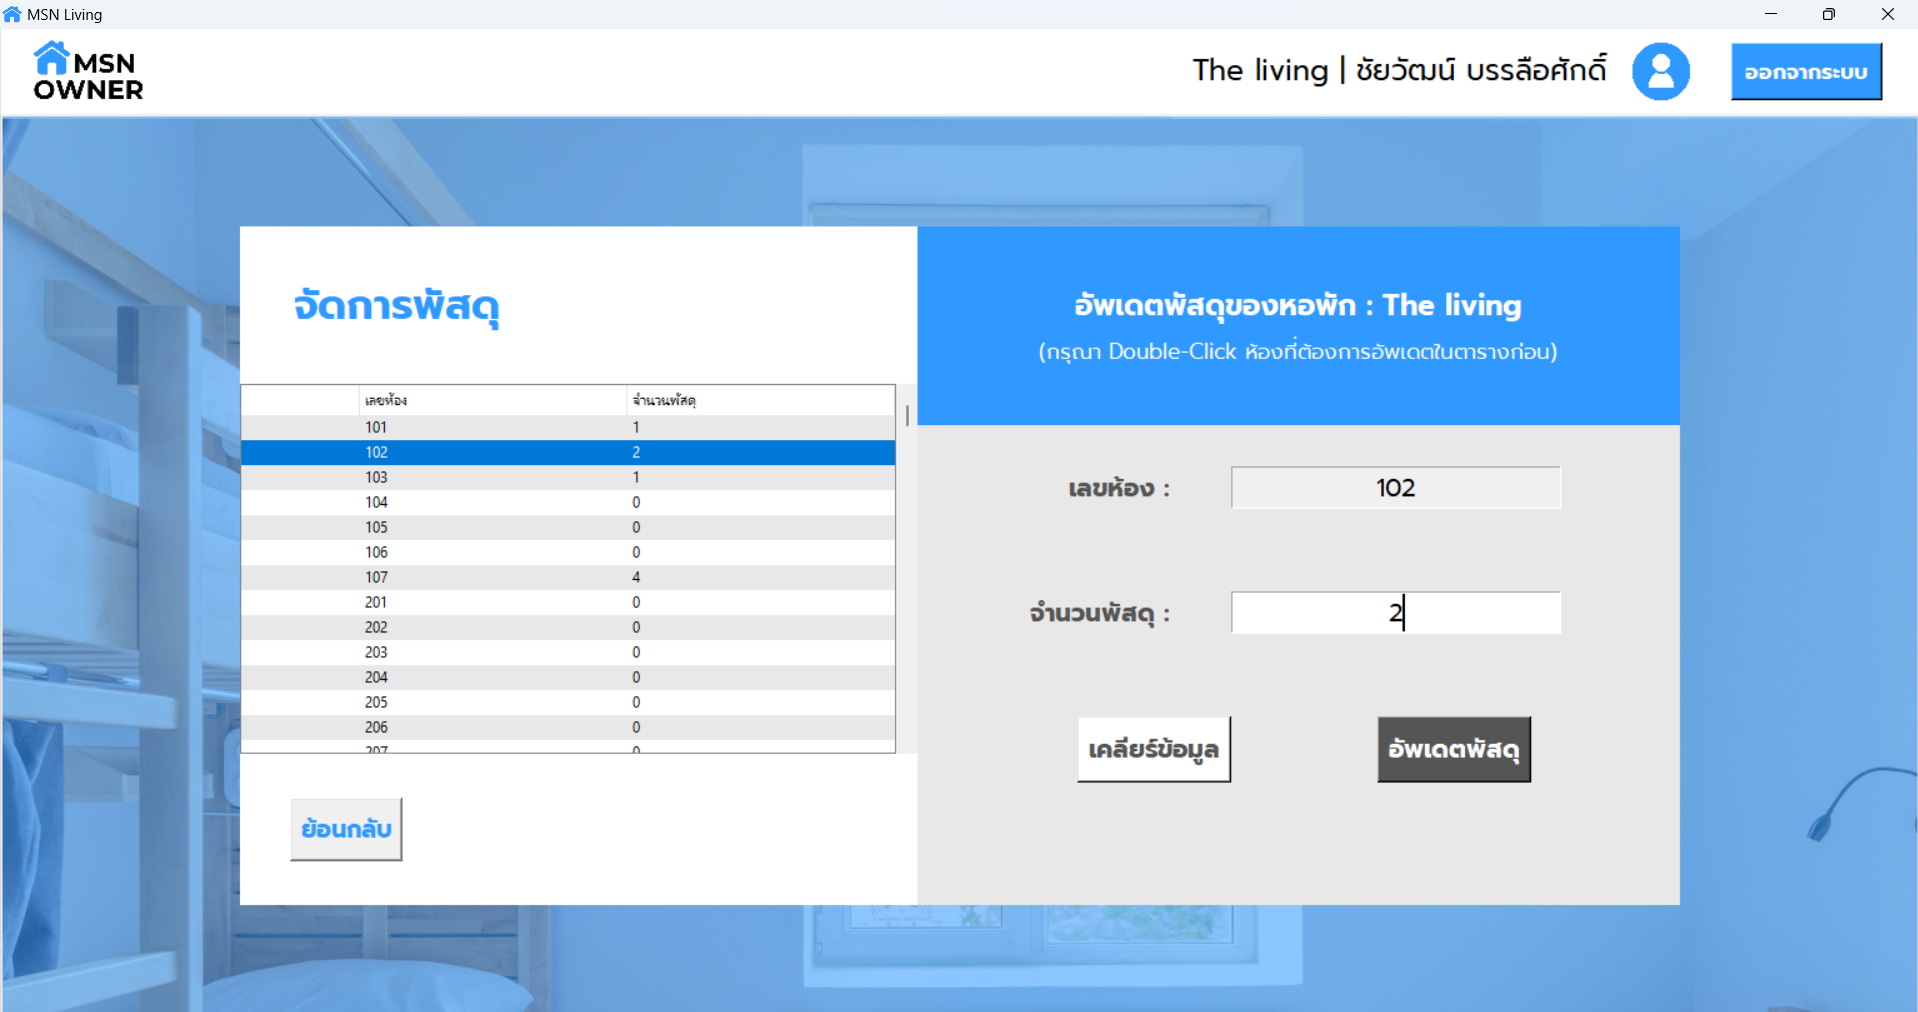 MSN Living
MSN
OWNER
The living | ชัยวัฒน์ บรรลือศักดิ์
ออกจากระบบ
จัดการพัสดุ
เลขห้อง จำนวนพัสดุ
101 1
102 2
103 1
104 0
105 0
106 0
107 4
201 0
202 0
203 0
204 0
205 0
206 0
207 0
ย้อนกลับ
อัพเดตพัสดุของหอพัก : The living
(กรุณา Double-Click ห้องที่ต้องการอัพเดตในตารางก่อน)
เลขห้อง : 102
จำนวนพัสดุ : 2
เคลียร์ข้อมูล
อัพเดตพัสดุ